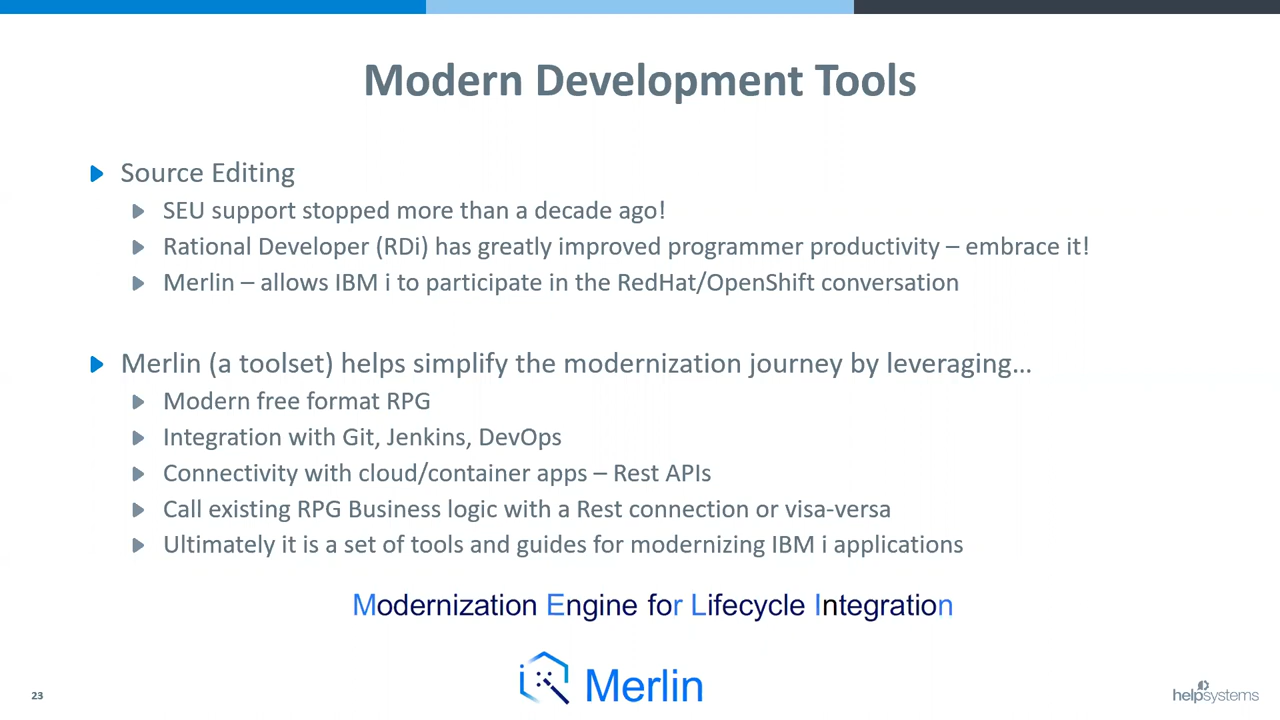 Modern Development Tools
Source Editing
SEU support stopped more than a decade ago!
Rational Developer (RDi) has greatly improved programmer productivity – embrace it!
Merlin – allows IBM i to participate in the RedHat/OpenShift conversation
Merlin (a toolset) helps simplify the modernization journey by leveraging…
Modern free format RPG
Integration with Git, Jenkins, DevOps
Connectivity with cloud/container apps – Rest APIs
Call existing RPG Business logic with a Rest connection or visa-versa
Ultimately it is a set of tools and guides for modernizing IBM i applications
Modernization Engine for Lifecycle Integration
Merlin
23
helpsystems